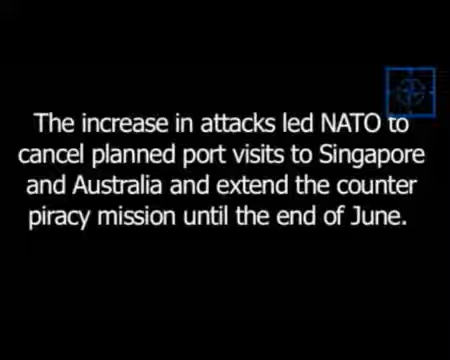 The increase in attacks led NATO to
cancel planned port visits to Singapore
and Australia and extend the counter
piracy mission until the end of June.